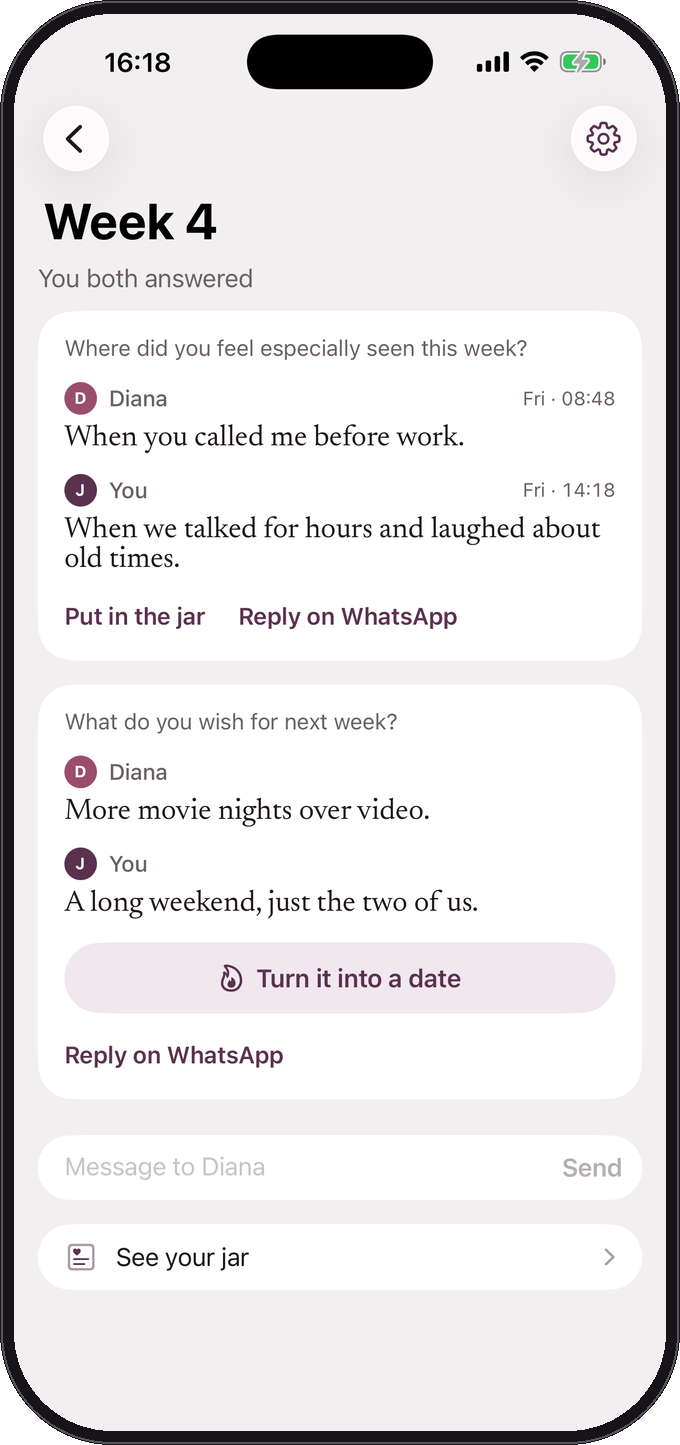 16:18
Week 4
You both answered
Where did you feel especially seen this week?
D Diana Fri · 08:48
When you called me before work.
J You Fri · 14:18
When we talked for hours and laughed about
old times.
Put in the jar Reply on WhatsApp
What do you wish for next week?
D Diana
More movie nights over video.
J You
A long weekend, just the two of us.
Turn it into a date
Reply on WhatsApp
Message to Diana Send
See your jar